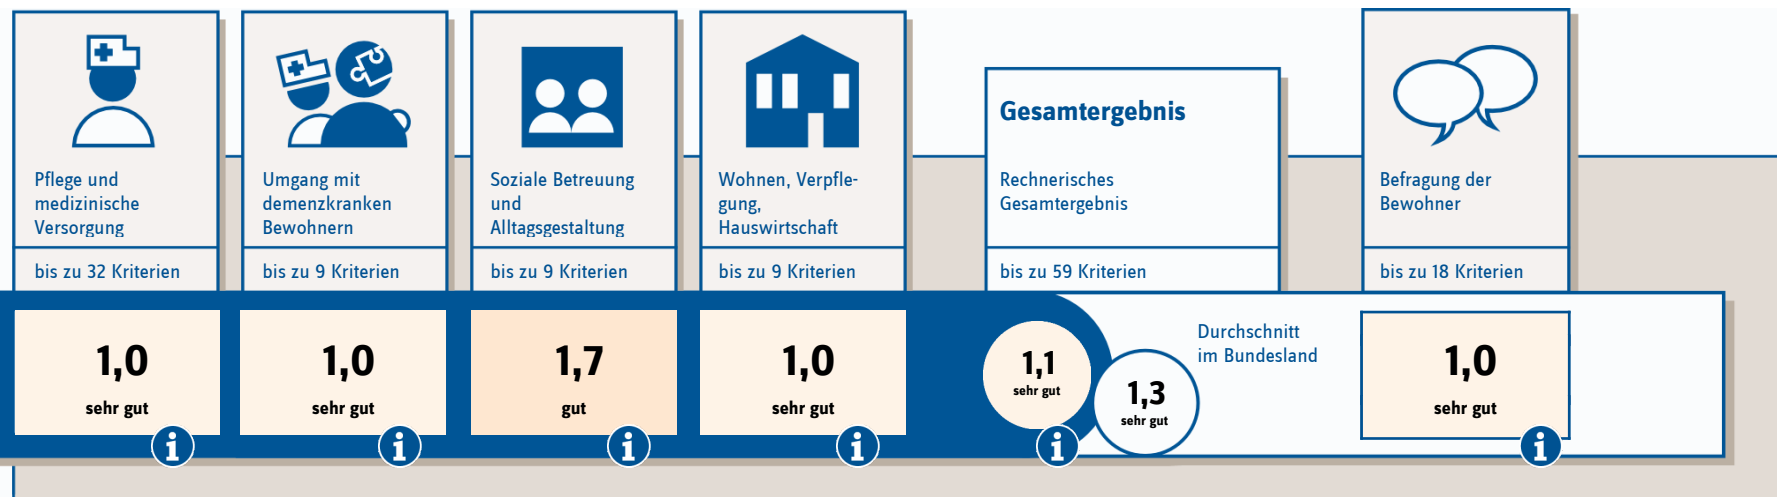 Pflege und
medizinische
Versorgung
bis zu 32 Kriterien
1,0
sehr gut
i
Umgang mit
demenzkranken
Bewohnern
bis zu 9 Kriterien
1,0
sehr gut
i
Soziale Betreuung
und
Alltagsgestaltung
bis zu 9 Kriterien
1,7
gut
i
Wohnen, Verpfle-
gung,
Hauswirtschaft
bis zu 9 Kriterien
1,0
sehr gut
i
Gesamtergebnis
Rechnerisches
Gesamtergebnis
bis zu 59 Kriterien
1,1
sehr gut
i
1,3
sehr gut
Durchschnitt
im Bundesland
Befragung der
Bewohner
bis zu 18 Kriterien
1,0
sehr gut
i